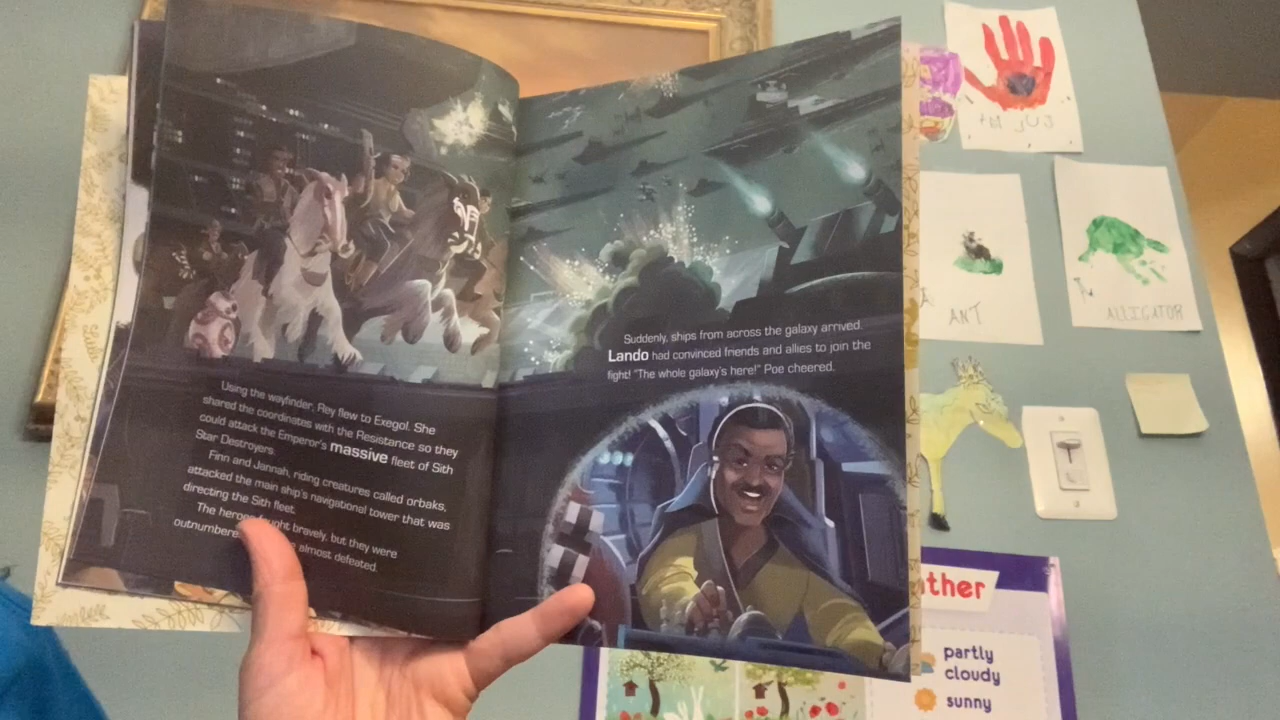 Using the wayfinder, Rey flew to Exegol. She
shared the coordinates with the Resistance so they
could attack the Emperor's massive fleet of Sith
Star Destroyers.
Finn and Jannah, riding creatures called orbaks,
attacked the main ship's navigational tower that was
directing the Sith fleet.
The heroes fought bravely, but they were
outnumbere
almost defeated.
Suddenly, ships from across the galaxy arrived.
Lando had convinced friends and allies to join the
fight! "The whole galaxy's here!" Poe cheered.
ANT
ALLIGATOR
ther
partly
cloudy
sunny